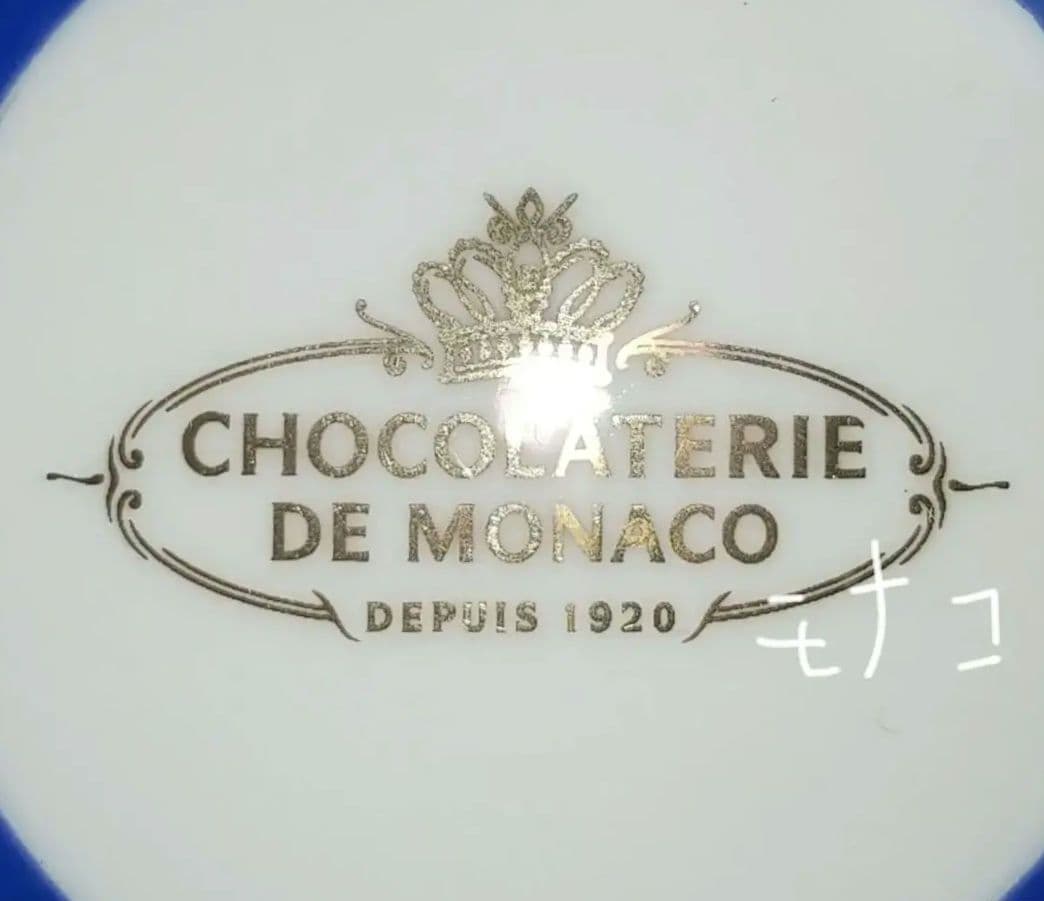 CHOCOLATERIE
DE MONACO
DEPUIS 1920
モナコ